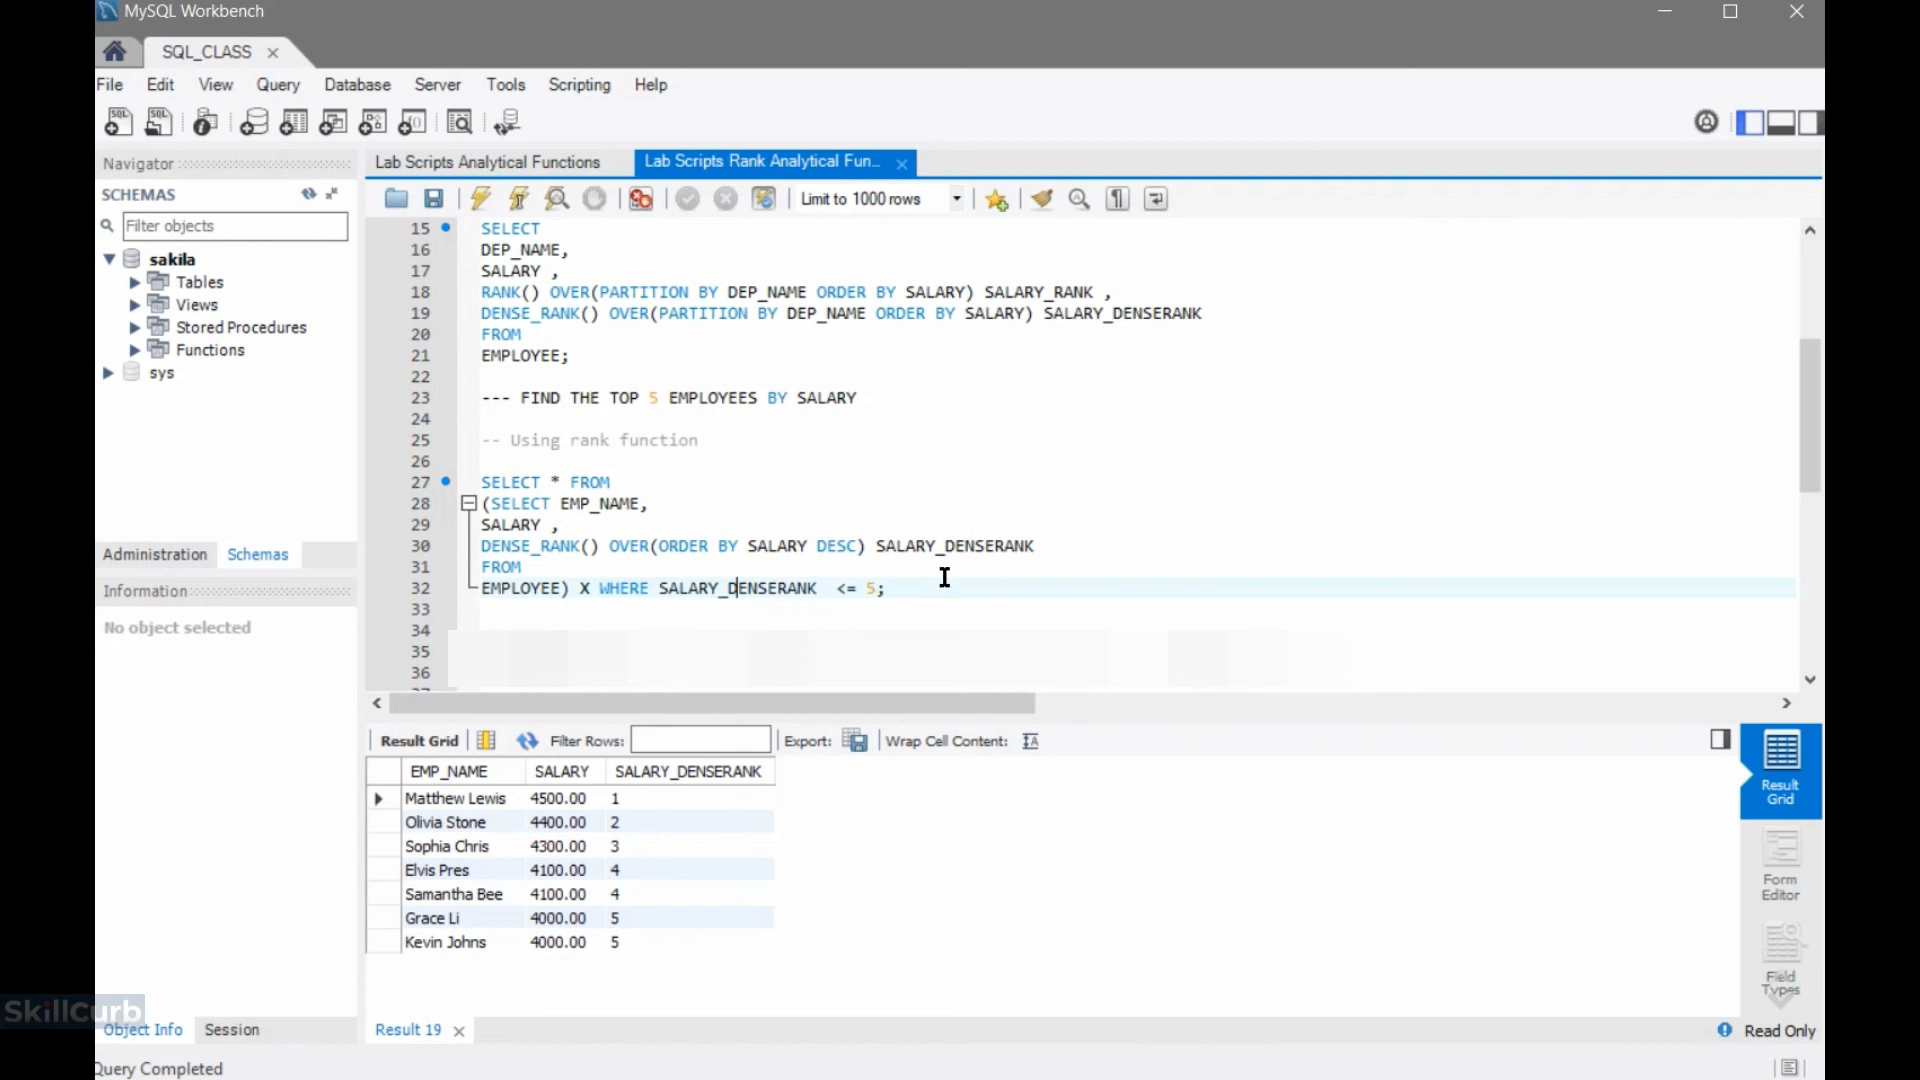 MySQL Workbench
SQL_CLASS
File Edit View Query Database Server Tools Scripting Help
Navigator
SCHEMAS
Filter objects
sakila
Tables
Views
Stored Procedures
Functions
sys
Administration Schemas
Information
No object selected
Object Info Session
Query Completed
SkillCurb
Lab Scripts Analytical Functions
Lab Scripts Rank Analytical Fun...
Limit to 1000 rows
15 SELECT
16 DEP_NAME,
17 SALARY ,
18 RANK() OVER(PARTITION BY DEP_NAME ORDER BY SALARY) SALARY_RANK ,
19 DENSE_RANK() OVER(PARTITION BY DEP_NAME ORDER BY SALARY) SALARY_DENSERANK
20 FROM
21 EMPLOYEE;
22
23 --- FIND THE TOP 5 EMPLOYEES BY SALARY
24
25 -- Using rank function
26
27 SELECT * FROM
28 (SELECT EMP_NAME,
29 SALARY ,
30 DENSE_RANK() OVER(ORDER BY SALARY DESC) SALARY_DENSERANK
31 FROM
32 EMPLOYEE) X WHERE SALARY_DENSERANK <= 5;
33
34
35
36
Result Grid Filter Rows: Export: Wrap Cell Content:
EMP_NAME SALARY SALARY_DENSERANK
Matthew Lewis 4500.00 1
Olivia Stone 4400.00 2
Sophia Chris 4300.00 3
Elvis Pres 4100.00 4
Samantha Bee 4100.00 4
Grace Li 4000.00 5
Kevin Johns 4000.00 5
Result
Grid
Form
Editor
Field
Types
Result 19
Read Only